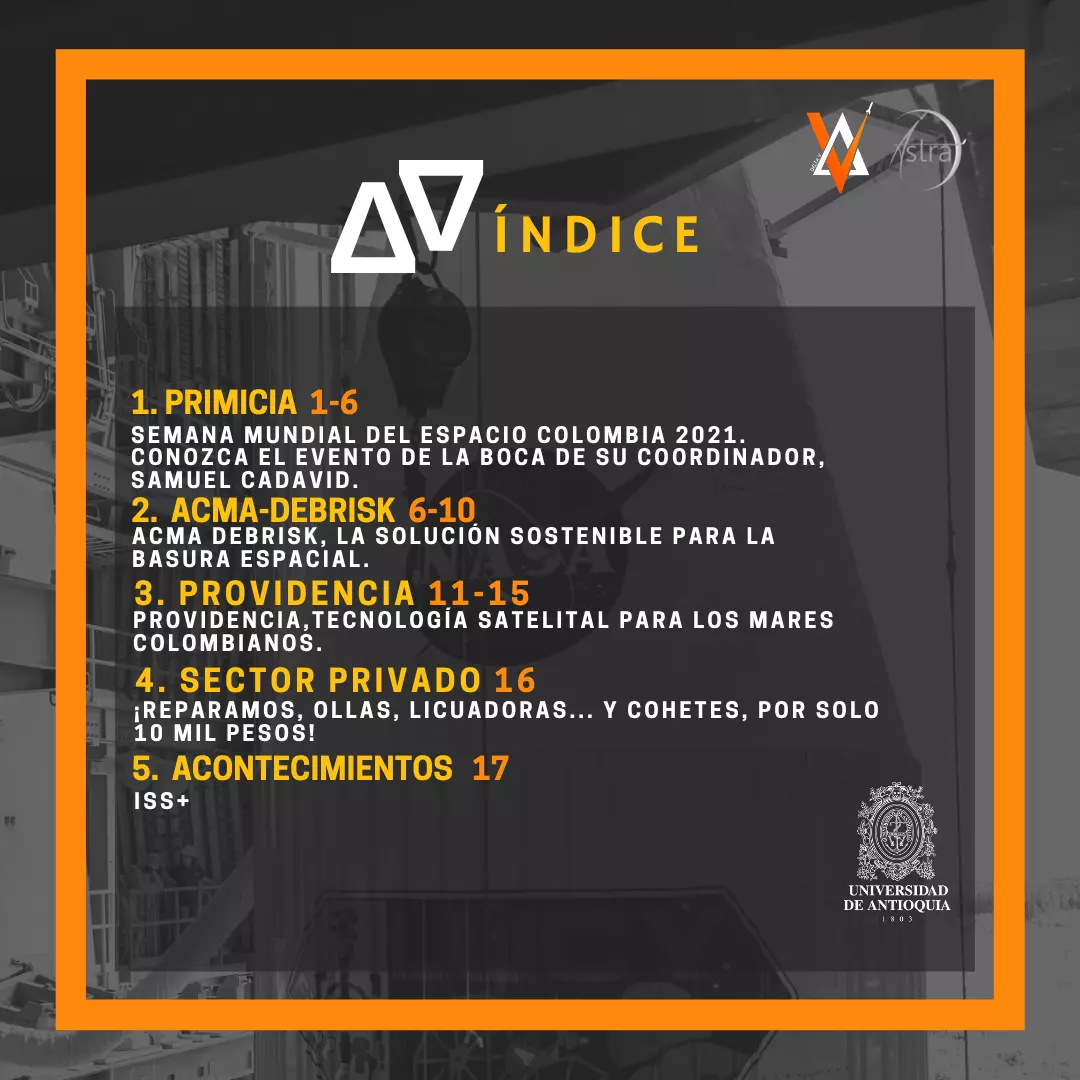 Astra
ÍNDICE
1. PRIMICIA 1-6
SEMANA MUNDIAL DEL ESPACIO COLOMBIA 2021.
CONOZCA EL EVENTO DE LA BOCA DE SU COORDINADOR,
SAMUEL CADAVID.
2. ACMA-DEBRISK 6-10
ACMA DEBRISK, LA SOLUCIÓN SOSTENIBLE PARA LA
BASURA ESPACIAL.
3. PROVIDENCIA 11-15
PROVIDENCIA,TECNOLOGÍA SATELITAL PARA LOS MARES
COLOMBIANOS.
4. SECTOR PRIVADO 16
¡REPARAMOS, OLLAS, LICUADORAS... Y COHETES, POR SOLO
10 MIL PESOS!
5. ACONTECIMIENTOS 17
ISS+
NASA
UNIVERSIDAD
DE ANTIOQUIA
1803